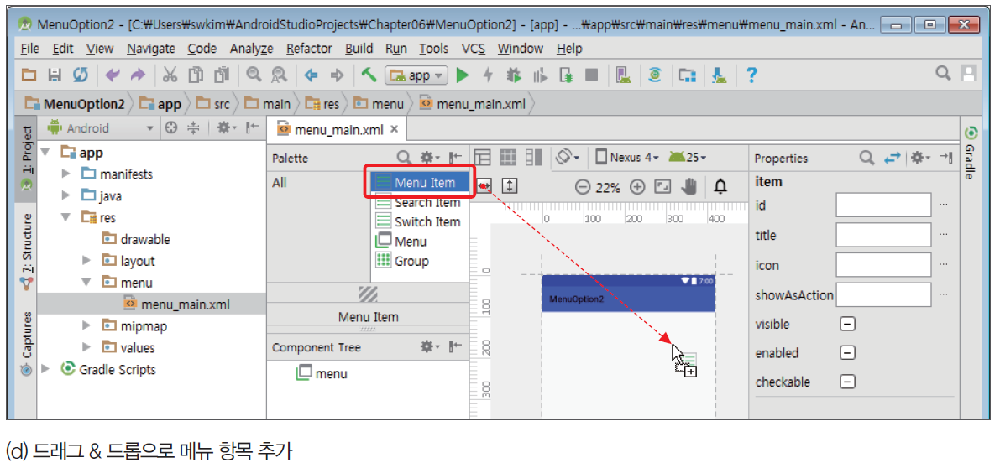 MenuOption2 - [C:₩Users₩swkim₩AndroidStudioProjects₩Chapter06₩MenuOption2] - [app] - ...₩app₩src₩main₩res₩menu₩menu_main.xml - An...
File Edit View Navigate Code Analyze Refactor Build Run Tools VCS Window Help
app
MenuOption2 app src main res menu menu_main.xml
1: Project
7: Structure
Captures
Android
app
manifests
java
res
drawable
layout
menu
menu_main.xml
mipmap
values
Gradle Scripts
menu_main.xml
Palette
All
Menu Item
Search Item
Switch Item
Menu
Group
Menu Item
Component Tree
menu
Nexus 4 25
22%
0 100 200 300 400
0
100
200
300
7:00
MenuOption2
Properties
item
id ...
title ...
icon ...
showAsAction ...
visible
enabled
checkable
Gradle
(d) 드래그 & 드롭으로 메뉴 항목 추가